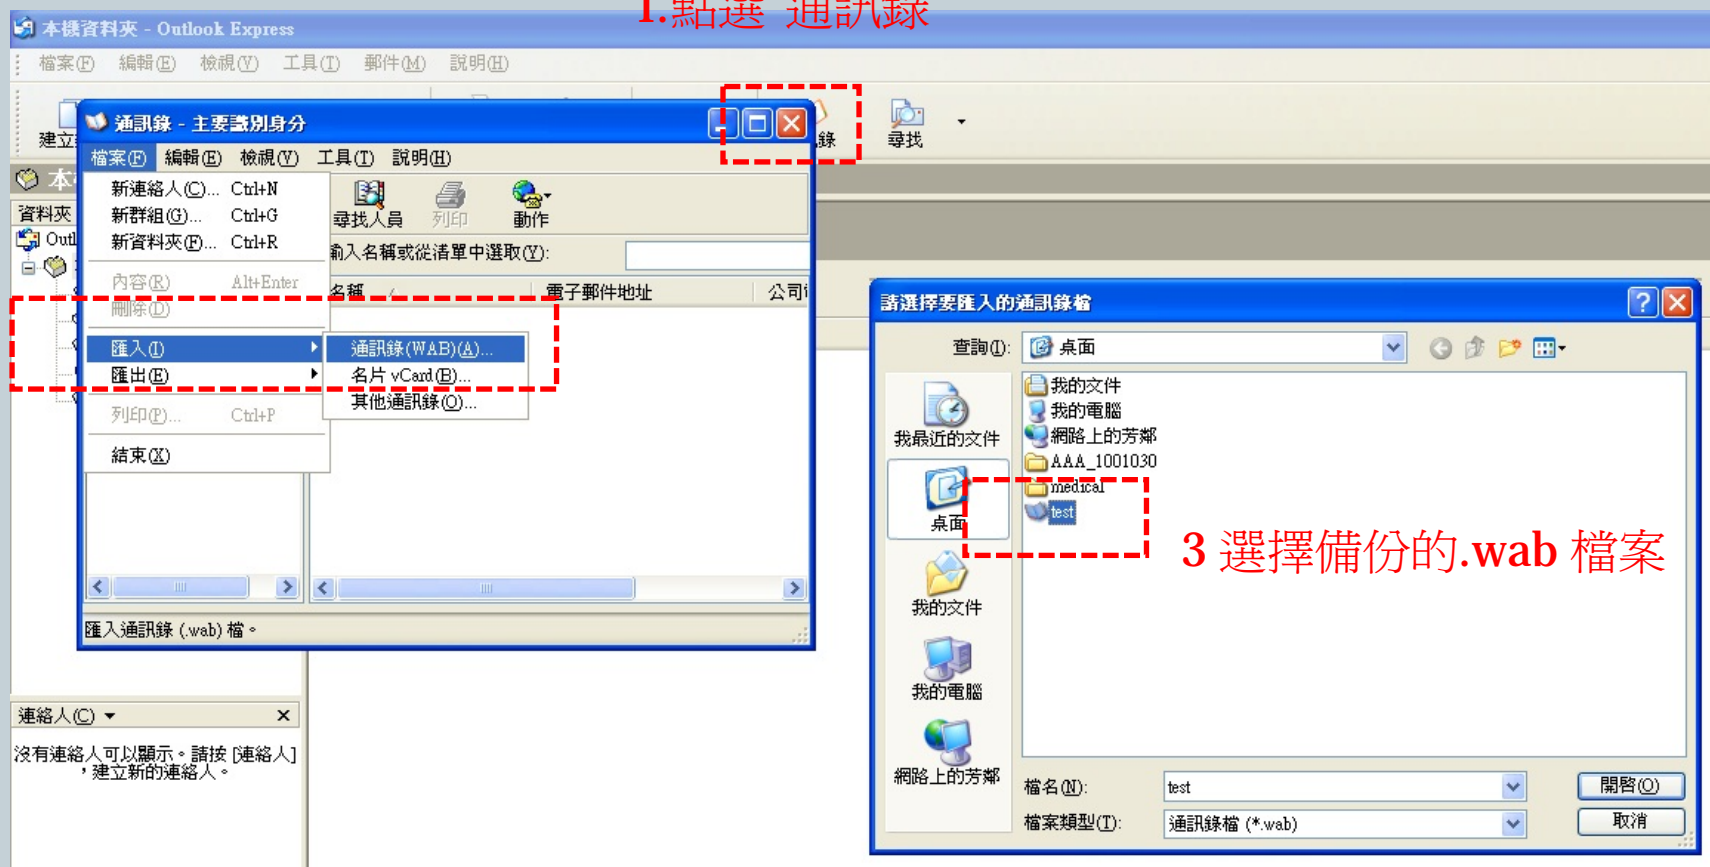 1.點選 通訊錄
本機資料夾 - Outlook Express
檔案(F) 編輯(E) 檢視(V) 工具(T) 郵件(M) 說明(H)
建立
錄
尋找
通訊錄 - 主要識別身分
檔案(F) 編輯(E) 檢視(V) 工具(T) 說明(H)
新連絡人(C)... Ctrl+N
新群組(G)... Ctrl+G
新資料夾(F)... Ctrl+R
內容(R) Alt+Enter
刪除(D)
匯入(I)
匯出(E)
列印(P)... Ctrl+P
結束(X)
通訊錄(WAB)(A)...
名片 vCard(B)...
其他通訊錄(O)...
尋找人員 列印 動作
輸入名稱或從清單中選取(Y):
名稱 電子郵件地址 公司
匯入通訊錄 (.wab) 檔。
本
資料夾
Outl
連絡人(C)
沒有連絡人可以顯示。請按 [連絡人]
，建立新的連絡人。
請選擇要匯入的通訊錄檔
查詢(I): 桌面
我最近的文件
桌面
我的文件
我的電腦
網路上的芳鄰
我的文件
我的電腦
網路上的芳鄰
AAA_1001030
medical
test
3 選擇備份的.wab 檔案
檔名(N): test 開啓(O)
檔案類型(T): 通訊錄檔 (*.wab) 取消